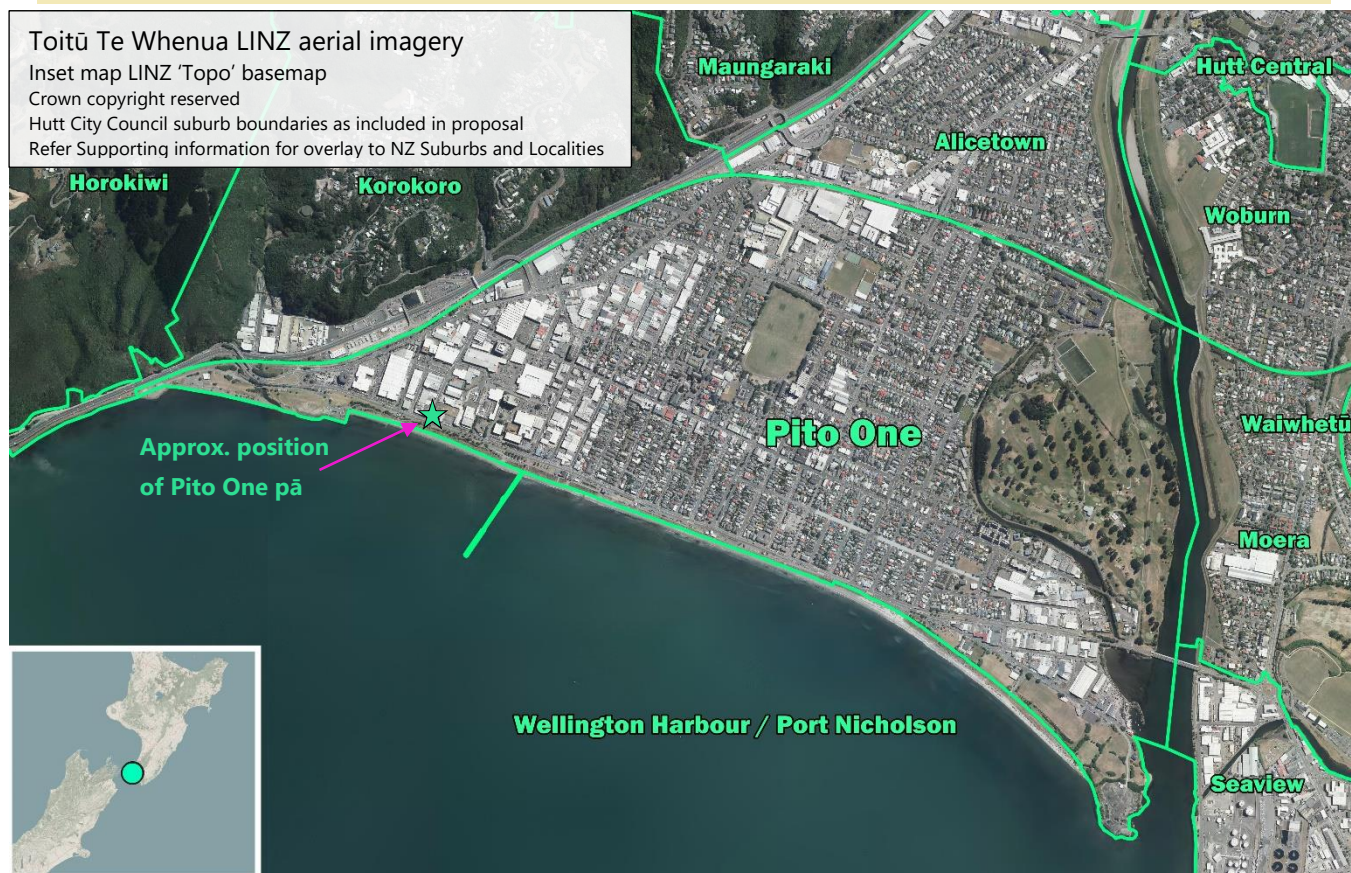 Toitū Te Whenua LINZ aerial imagery
Inset map LINZ ‘Topo’ basemap
Crown copyright reserved
Hutt City Council suburb boundaries as included in proposal
Refer Supporting information for overlay to NZ Suburbs and Localities
Maungaraki
Hutt Central
Alicetown
Horokiwi
Korokoro
Woburn
Pito One
Waiwhetū
Approx. position
of Pito One pā
Moera
Wellington Harbour / Port Nicholson
Seaview